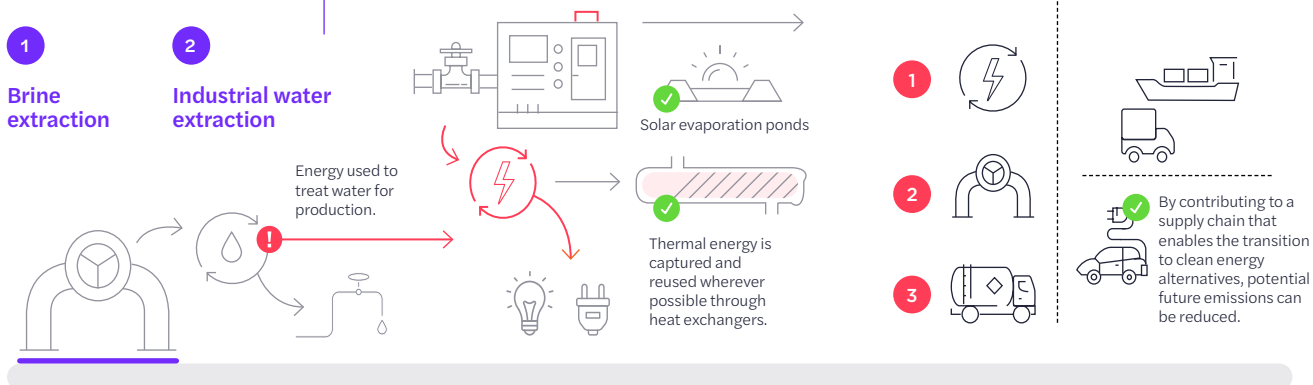 1
Brine
extraction
2
Industrial water
extraction
Energy used to
treat water for
production.
!
Solar evaporation ponds
Thermal energy is
captured and
reused wherever
possible through
heat exchangers.
1
2
3
By contributing to a
supply chain that
enables the transition
to clean energy
alternatives, potential
future emissions can
be reduced.